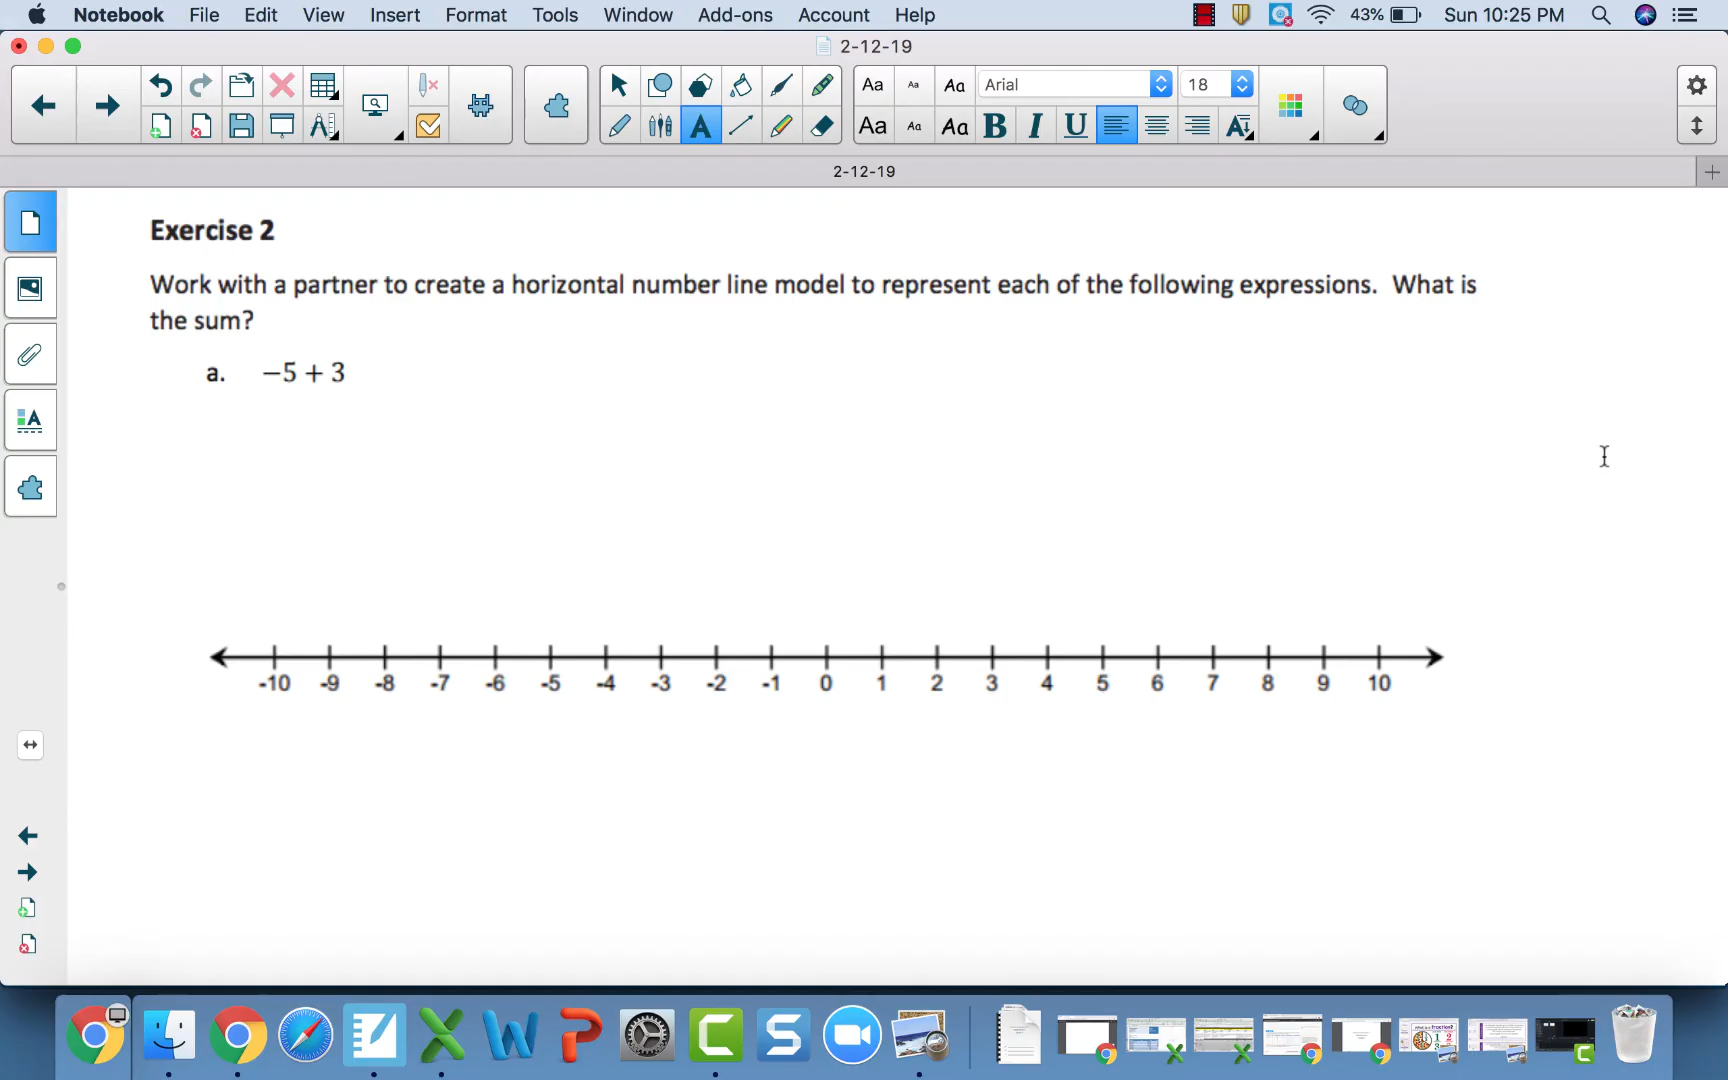 Notebook File Edit View Insert Format Tools Window Add-ons Account Help 43% Sun 10:25 PM
2-12-19
Aa Aa Aa Arial 18
Aa Aa Aa B I U A
2-12-19
Exercise 2
Work with a partner to create a horizontal number line model to represent each of the following expressions. What is
the sum?
a. −5 + 3
-10 -9 -8 -7 -6 -5 -4 -3 -2 -1 0 1 2 3 4 5 6 7 8 9 10